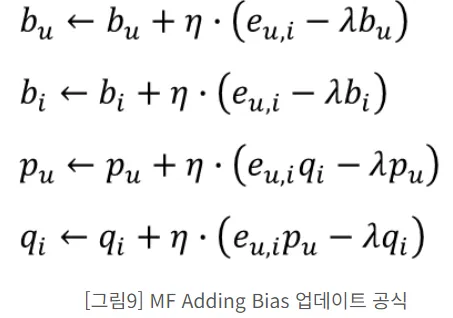 b_u ← b_u + η · (e_{u,i} − λb_u)
b_i ← b_i + η · (e_{u,i} − λb_i)
p_u ← p_u + η · (e_{u,i}q_i − λp_u)
q_i ← q_i + η · (e_{u,i}p_u − λq_i)
[그림9] MF Adding Bias 업데이트 공식